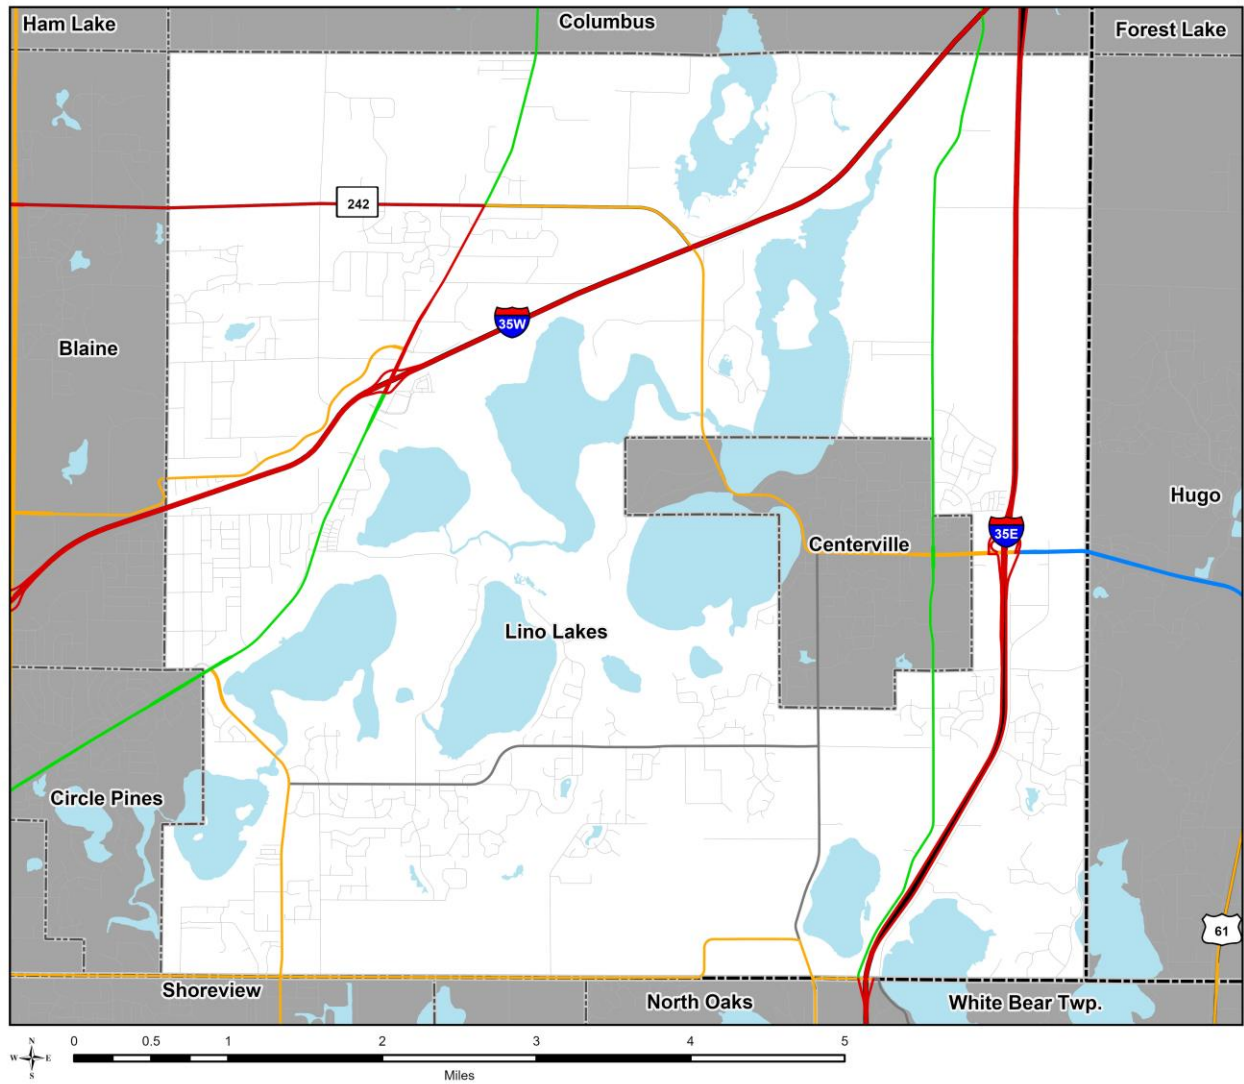 Ham Lake
Columbus
Forest Lake
242
35W
Blaine
Hugo
35E
Centerville
Lino Lakes
Circle Pines
61
Shoreview
North Oaks
White Bear Twp.
N
W E
S
0 0.5 1 2 3 4 5
Miles